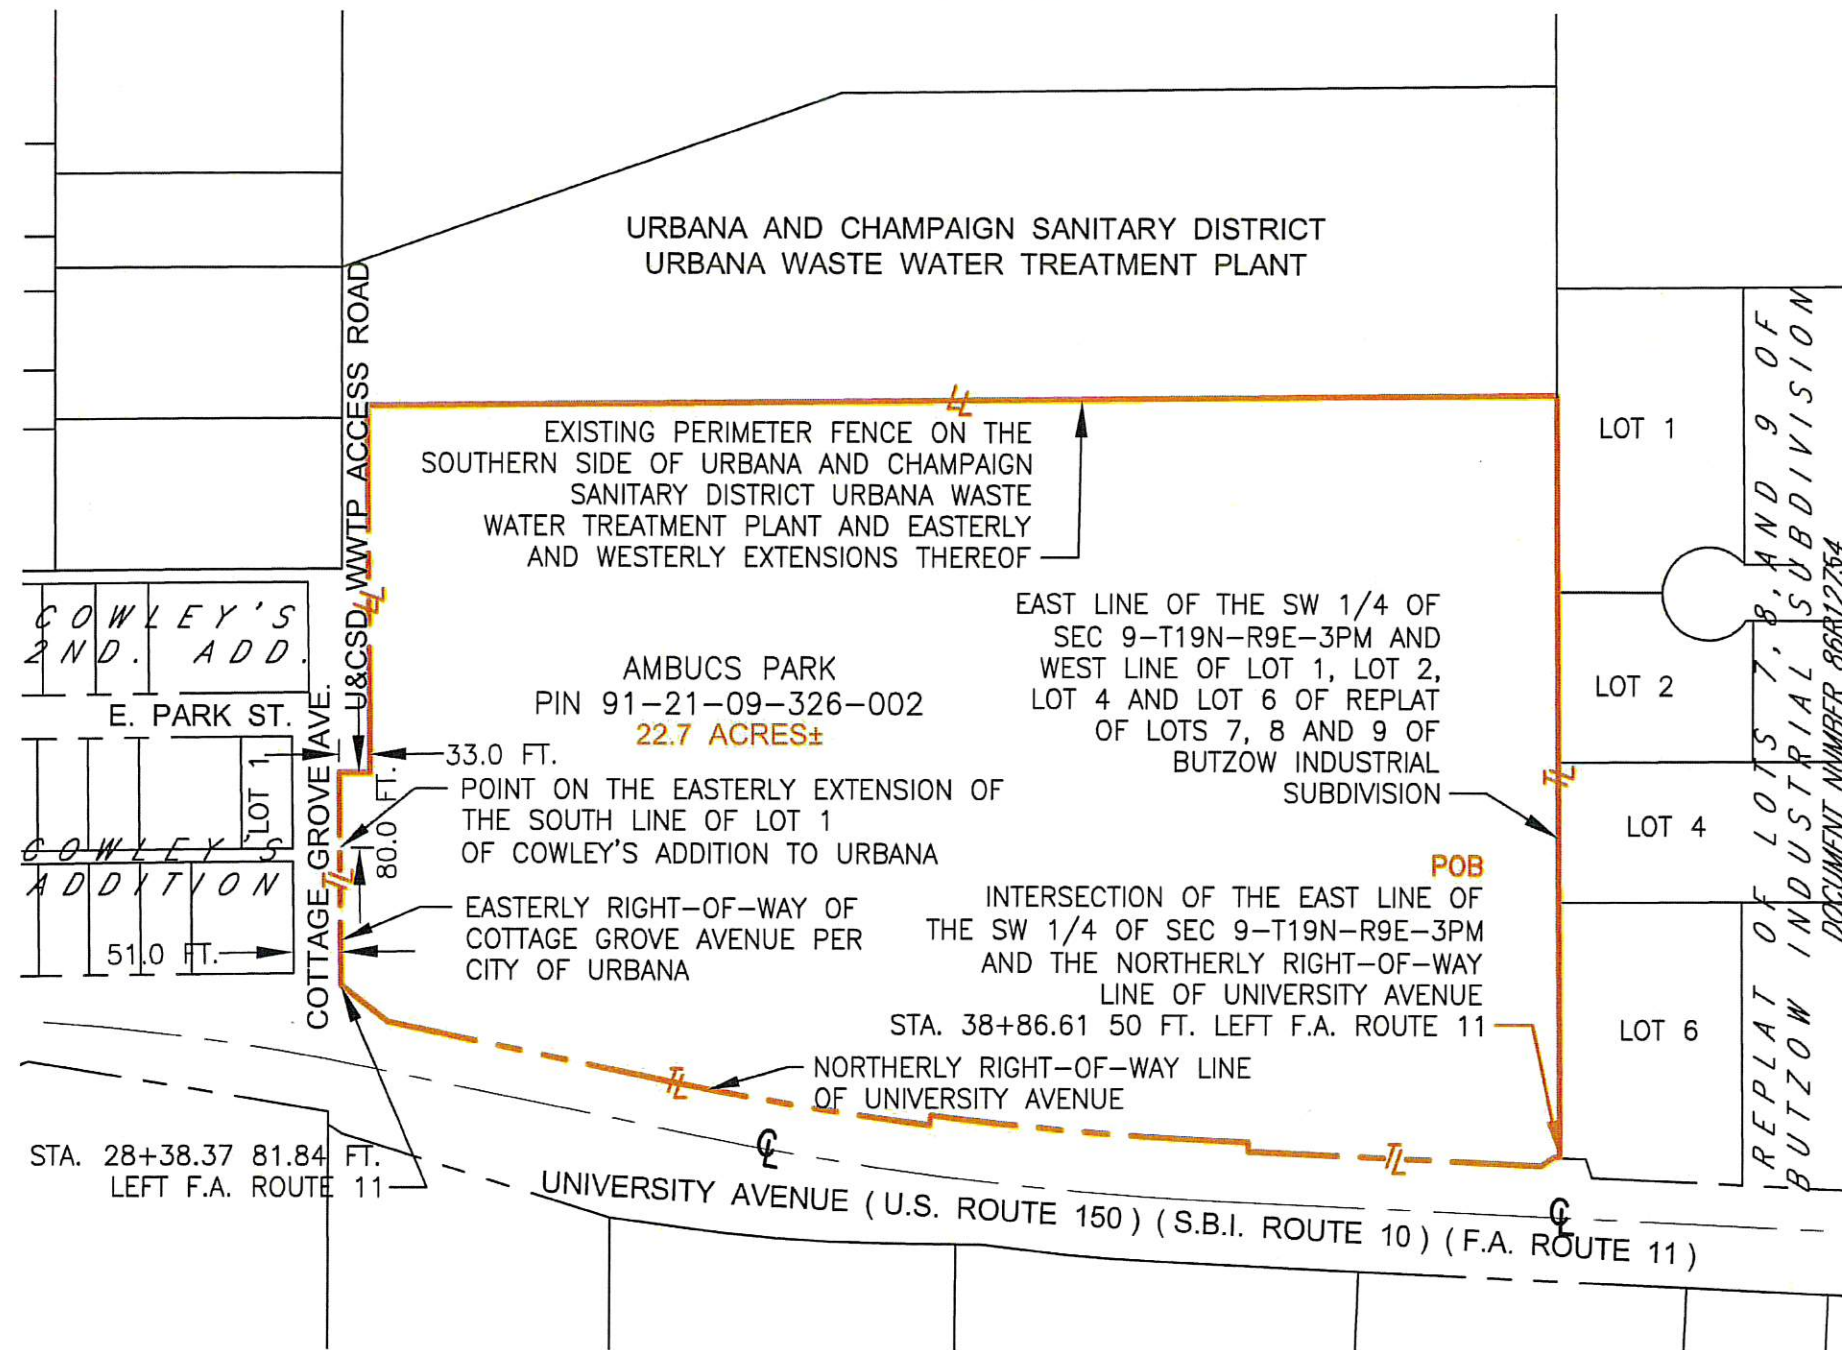 URBANA AND CHAMPAIGN SANITARY DISTRICT
URBANA WASTE WATER TREATMENT PLANT
U&CSD WWTP ACCESS ROAD
EXISTING PERIMETER FENCE ON THE
SOUTHERN SIDE OF URBANA AND CHAMPAIGN
SANITARY DISTRICT URBANA WASTE
WATER TREATMENT PLANT AND EASTERLY
AND WESTERLY EXTENSIONS THEREOF
LOT 1
REPLAT OF LOTS 7, 8, AND 9 OF
BUTZOW INDUSTRIAL SUBDIVISION
DOCUMENT NUMBER 86R12754
COWLEY'S
2ND. ADD.
E. PARK ST.
COTTAGE GROVE AVE.
AMBUCS PARK
PIN 91-21-09-326-002
22.7 ACRES±
EAST LINE OF THE SW 1/4 OF
SEC 9-T19N-R9E-3PM AND
WEST LINE OF LOT 1, LOT 2,
LOT 4 AND LOT 6 OF REPLAT
OF LOTS 7, 8 AND 9 OF
BUTZOW INDUSTRIAL
SUBDIVISION
LOT 2
LOT 1
33.0 FT.
80.0 FT.
POINT ON THE EASTERLY EXTENSION OF
THE SOUTH LINE OF LOT 1
OF COWLEY'S ADDITION TO URBANA
LOT 4
COWLEY'S
ADDITION
51.0 FT.
EASTERLY RIGHT-OF-WAY OF
COTTAGE GROVE AVENUE PER
CITY OF URBANA
POB
INTERSECTION OF THE EAST LINE OF
THE SW 1/4 OF SEC 9-T19N-R9E-3PM
AND THE NORTHERLY RIGHT-OF-WAY
LINE OF UNIVERSITY AVENUE
STA. 38+86.61 50 FT. LEFT F.A. ROUTE 11
LOT 6
NORTHERLY RIGHT-OF-WAY LINE
OF UNIVERSITY AVENUE
STA. 28+38.37 81.84 FT.
LEFT F.A. ROUTE 11
UNIVERSITY AVENUE (U.S. ROUTE 150) (S.B.I. ROUTE 10) (F.A. ROUTE 11)